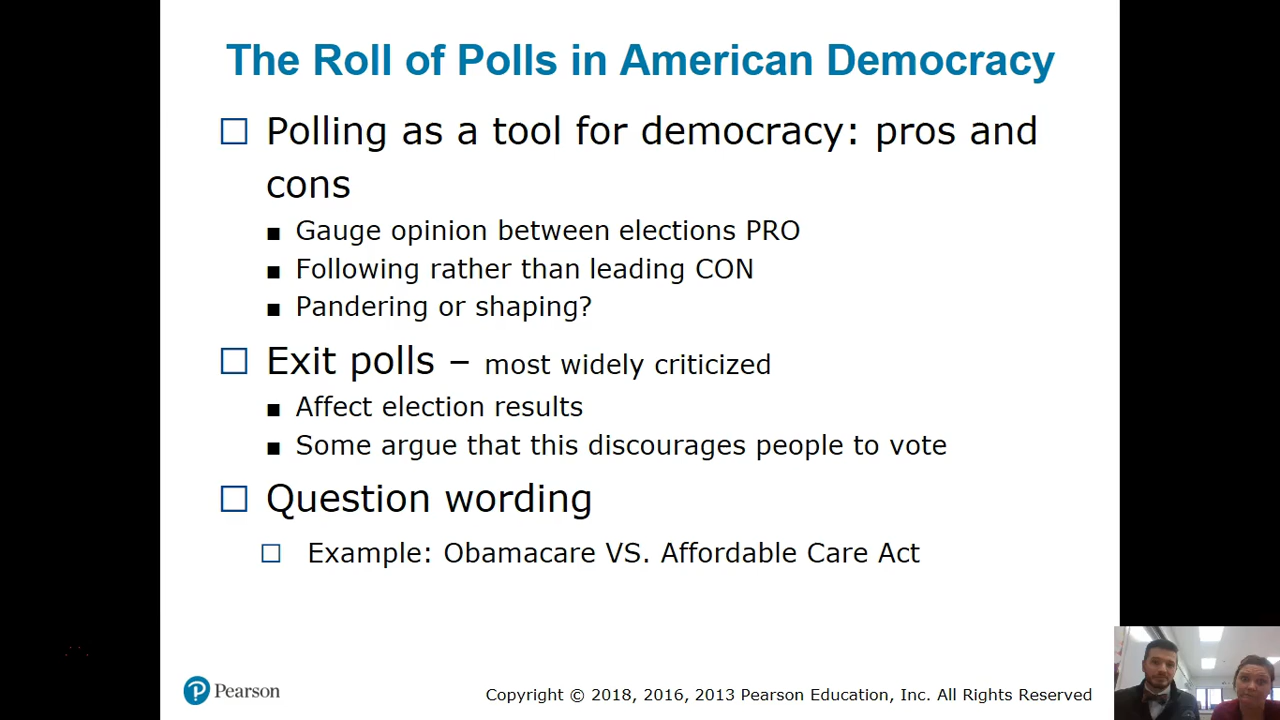 The Roll of Polls in American Democracy
Polling as a tool for democracy: pros and
cons
Gauge opinion between elections PRO
Following rather than leading CON
Pandering or shaping?
Exit polls – most widely criticized
Affect election results
Some argue that this discourages people to vote
Question wording
Example: Obamacare VS. Affordable Care Act
Pearson
Copyright © 2018, 2016, 2013 Pearson Education, Inc. All Rights Reserved